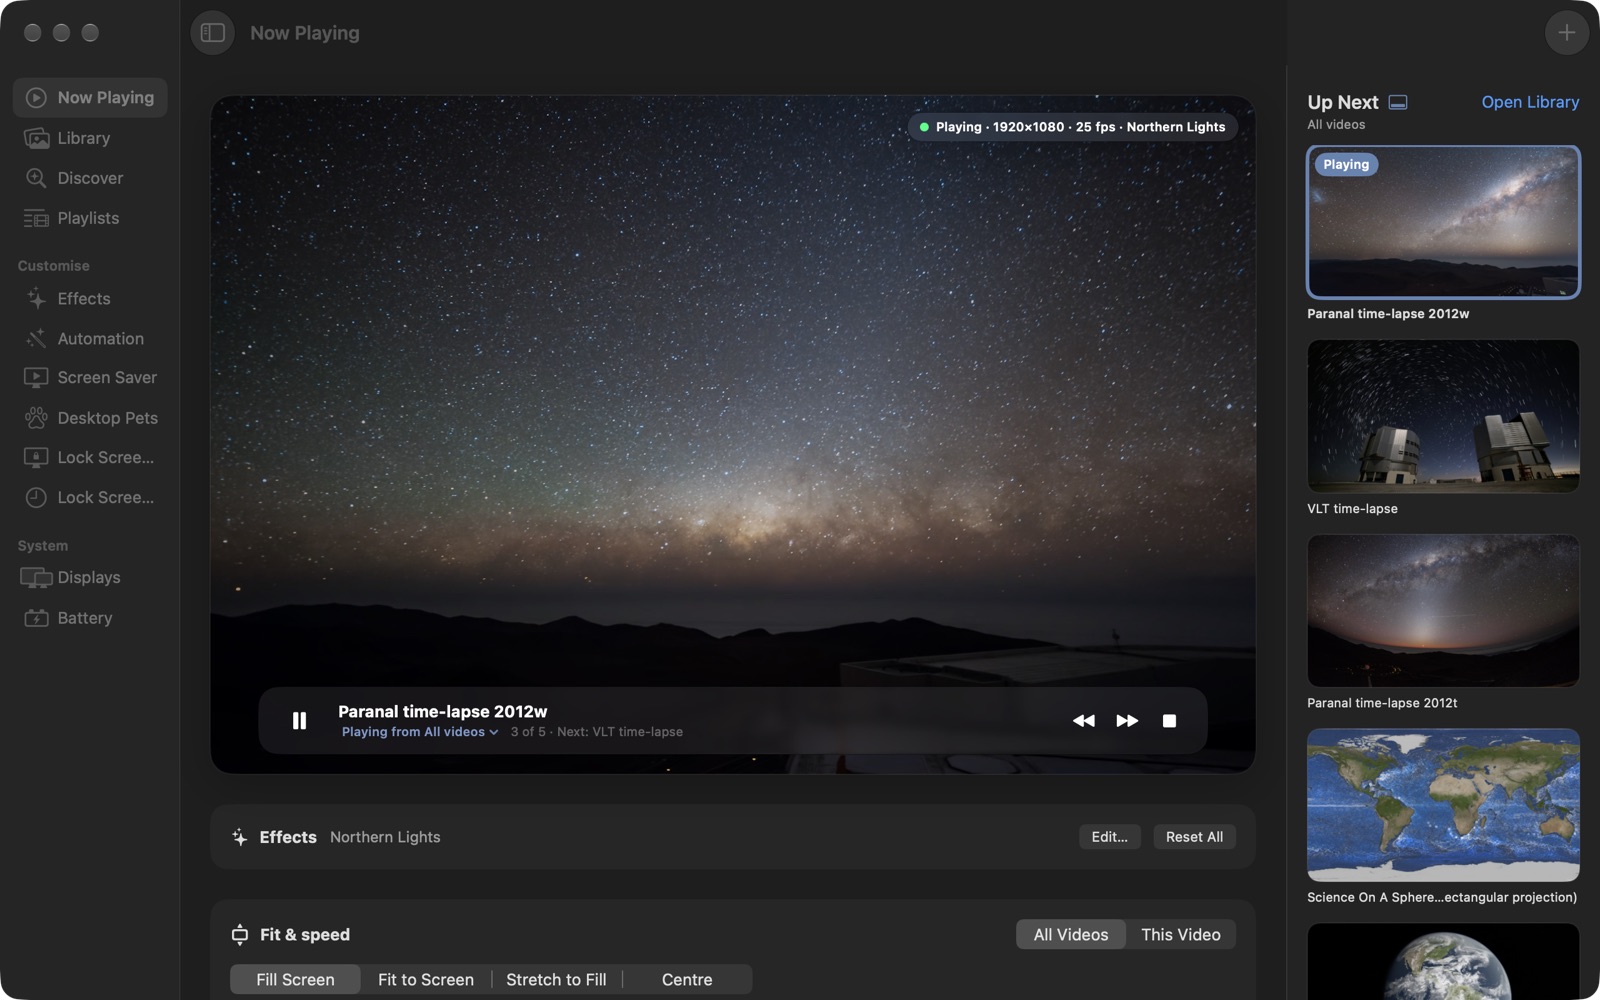 Now Playing
Now Playing
Library
Discover
Playlists
Customise
Effects
Automation
Screen Saver
Desktop Pets
Lock Scree...
Lock Scree...
System
Displays
Battery
Playing · 1920×1080 · 25 fps · Northern Lights
Paranal time-lapse 2012w
Playing from All videos 3 of 5 · Next: VLT time-lapse
Effects Northern Lights
Edit... Reset All
Fit & speed
All Videos This Video
Fill Screen Fit to Screen Stretch to Fill Centre
Up Next Open Library
All videos
Playing
Paranal time-lapse 2012w
VLT time-lapse
Paranal time-lapse 2012t
Science On A Sphere...ectangular projection)